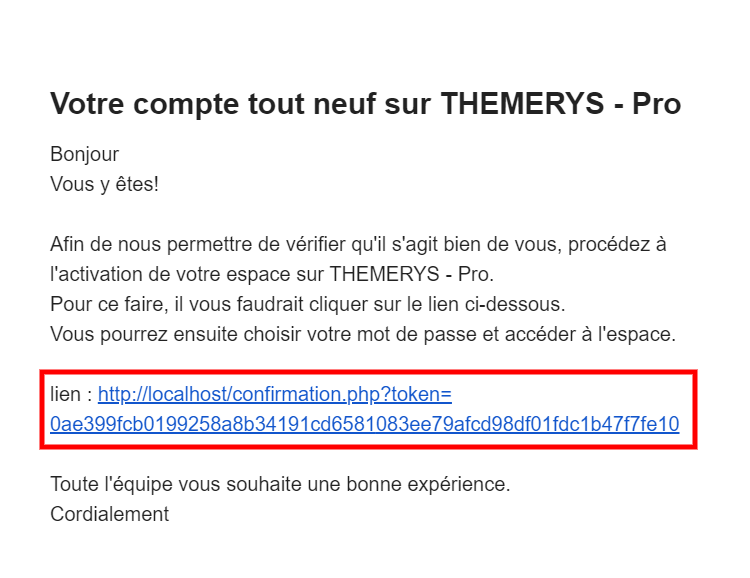 Votre compte tout neuf sur THEMERYS - Pro
Bonjour
Vous y êtes!
Afin de nous permettre de vérifier qu'il s'agit bien de vous, procédez à
l'activation de votre espace sur THEMERYS - Pro.
Pour ce faire, il vous faudrait cliquer sur le lien ci-dessous.
Vous pourrez ensuite choisir votre mot de passe et accéder à l'espace.
lien : http://localhost/confirmation.php?token=
0ae399fcb0199258a8b34191cd6581083ee79afcd98df01fdc1b47f7fe10
Toute l'équipe vous souhaite une bonne expérience.
Cordialement